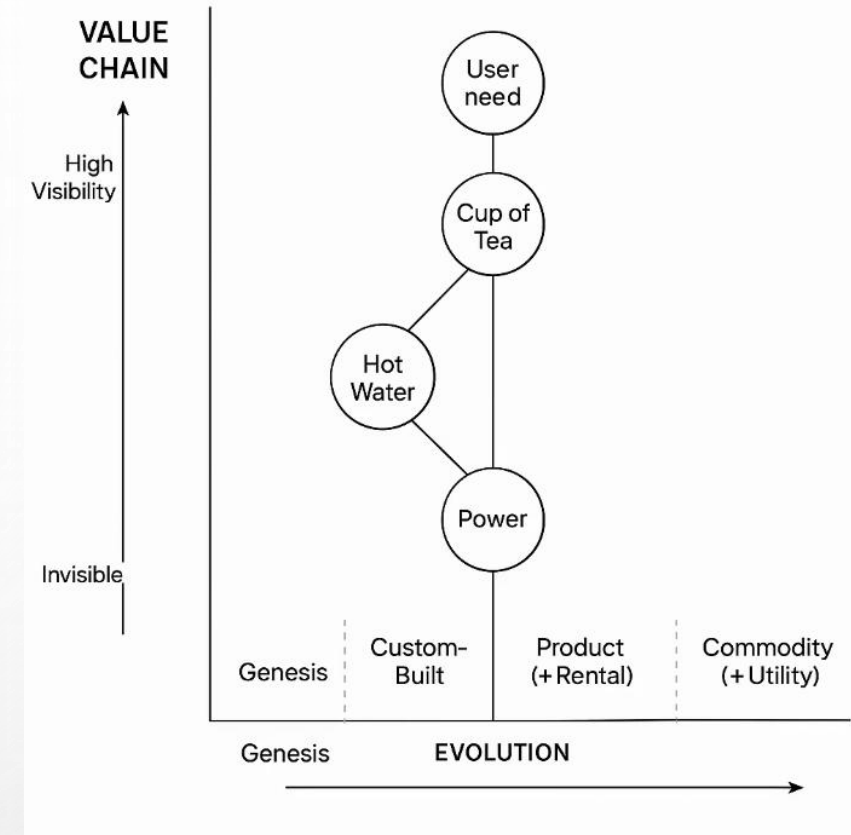 VALUE
CHAIN
User
need
High
Visibility
Cup of
Tea
Hot
Water
Power
Invisible
Genesis
Custom-
Built
Product
(+ Rental)
Commodity
(+ Utility)
Genesis
EVOLUTION